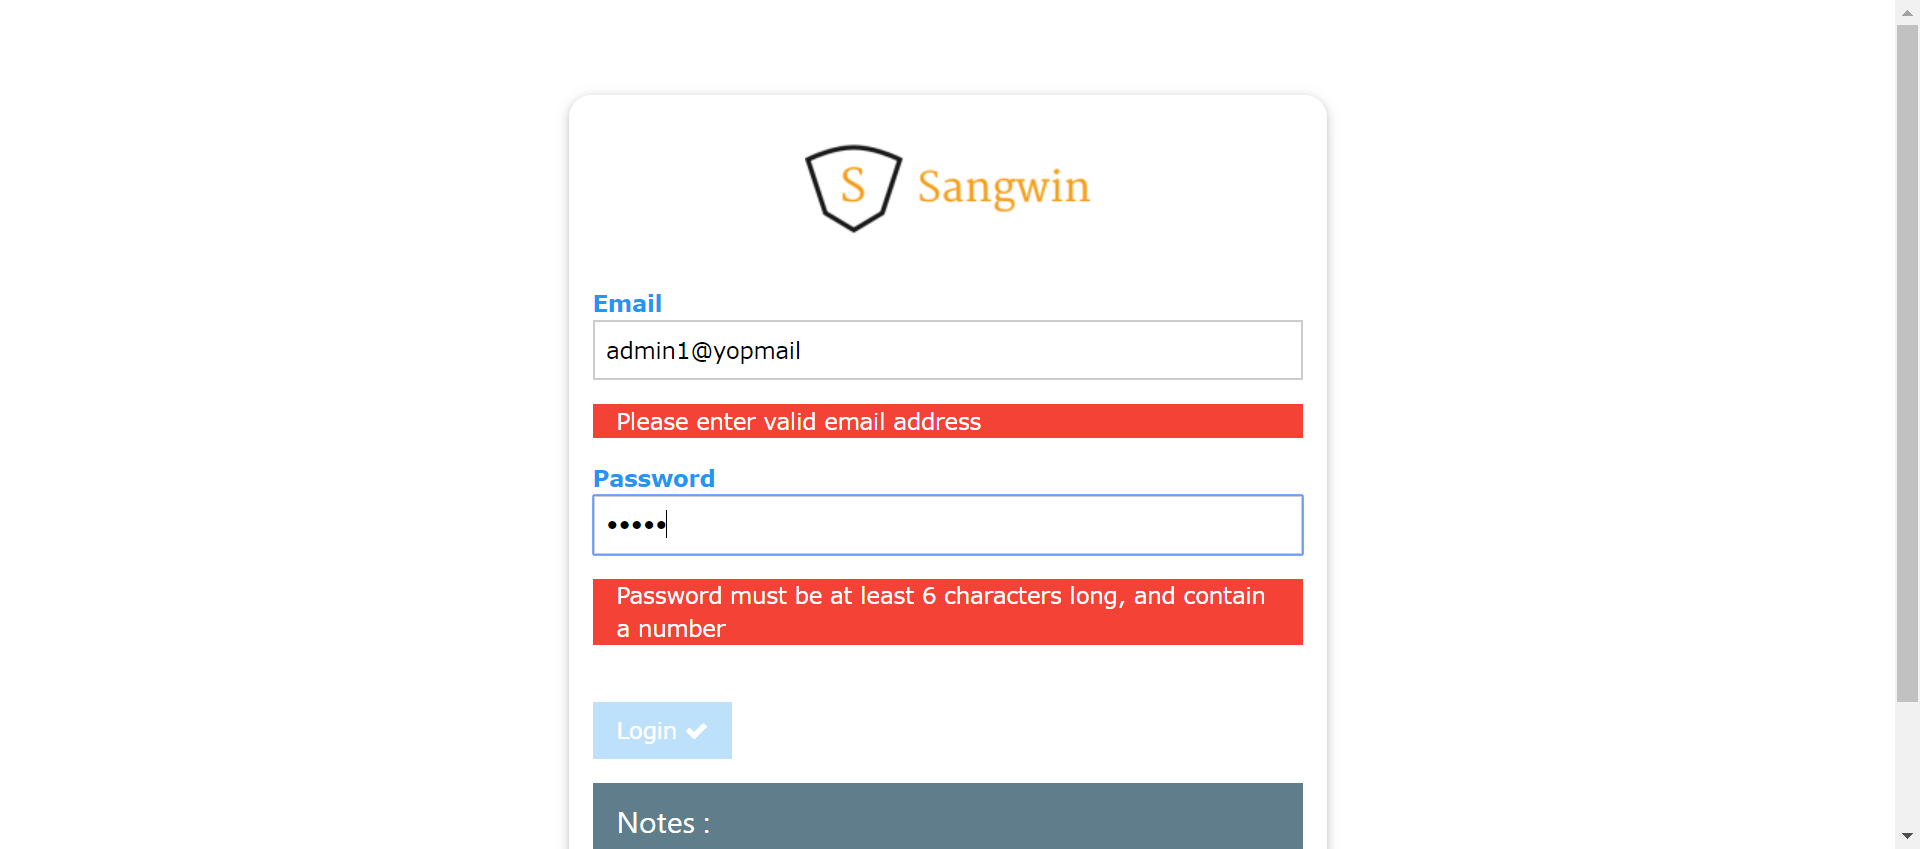 S Sangwin
Email
admin1@yopmail
Please enter valid email address
Password
•••••
Password must be at least 6 characters long, and contain
a number
Login
Notes :